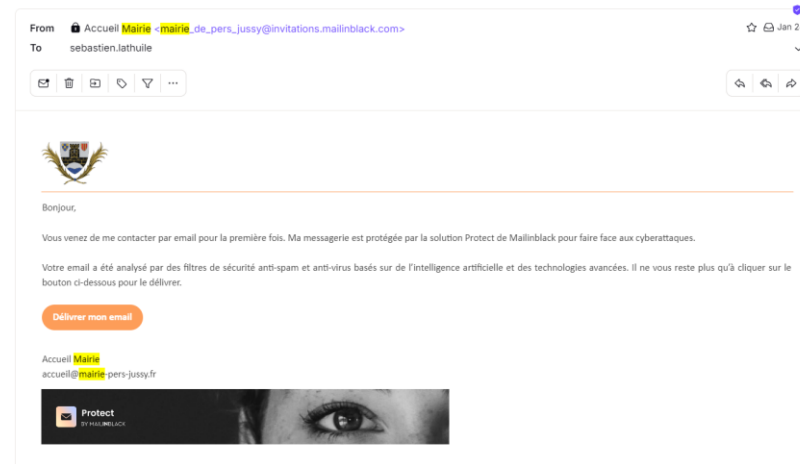 From Accueil Mairie <mairie_de_pers_jussy@invitations.mailinblack.com> Jan 2
To sebastien.lathuile
Bonjour,
Vous venez de me contacter par email pour la première fois. Ma messagerie est protégée par la solution Protect de Mailinblack pour faire face aux cyberattaques.
Votre email a été analysé par des filtres de sécurité anti-spam et anti-virus basés sur de l'intelligence artificielle et des technologies avancées. Il ne vous reste plus qu'à cliquer sur le
bouton ci-dessous pour le délivrer.
Délivrer mon email
Accueil Mairie
accueil@mairie-pers-jussy.fr
Protect
BY MAILINBLACK